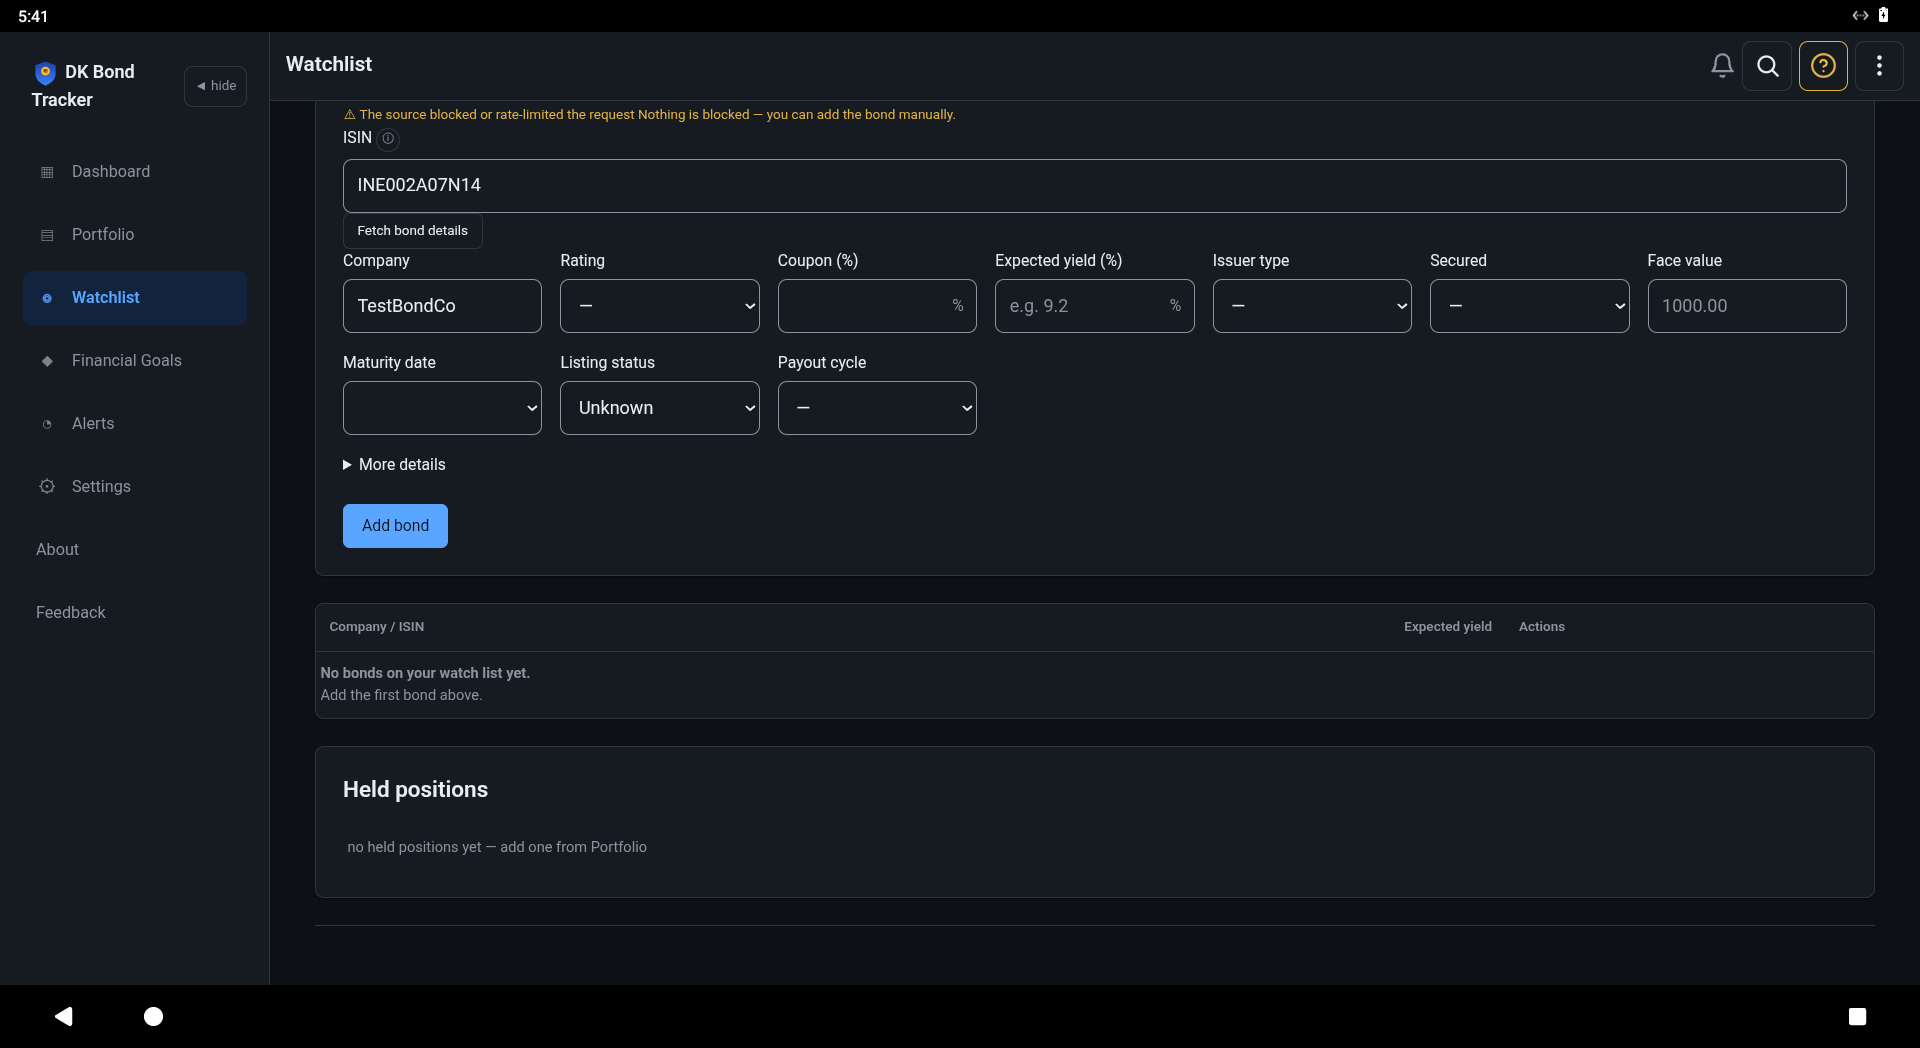 5:41
DK Bond
Tracker
◄ hide
Dashboard
Portfolio
Watchlist
Financial Goals
Alerts
Settings
About
Feedback
Watchlist
⚠ The source blocked or rate-limited the request Nothing is blocked — you can add the bond manually.
ISIN ⓘ
INE002A07N14
Fetch bond details
Company Rating Coupon (%) Expected yield (%) Issuer type Secured Face value
TestBondCo — % e.g. 9.2 % — — 1000.00
Maturity date Listing status Payout cycle
Unknown —
▶ More details
Add bond
Company / ISIN Expected yield Actions
No bonds on your watch list yet.
Add the first bond above.
Held positions
no held positions yet — add one from Portfolio